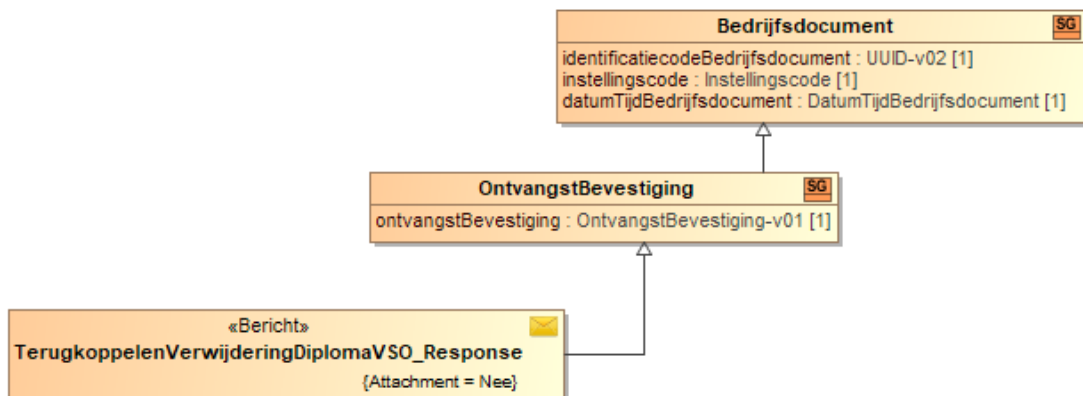 Bedrijfsdocument SG
identificatiecodeBedrijfsdocument : UUID-v02 [1]
instellingscode : Instellingscode [1]
datumTijdBedrijfsdocument : DatumTijdBedrijfsdocument [1]
OntvangstBevestiging SG
ontvangstBevestiging : OntvangstBevestiging-v01 [1]
«Bericht»
TerugkoppelenVerwijderingDiplomaVSO_Response
{Attachment = Nee}